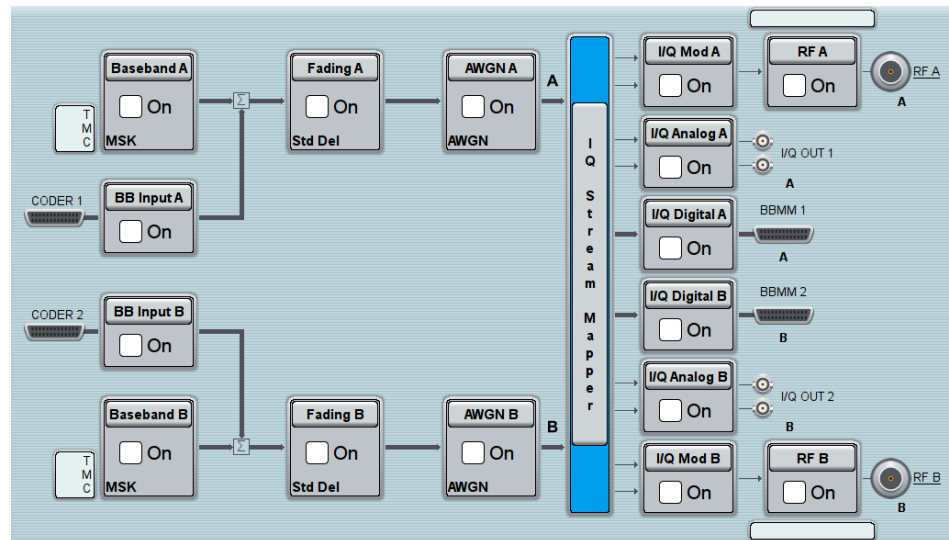 Baseband A
On
T
M
C
MSK
Fading A
On
Std Del
AWGN A
On
AWGN
A
I/Q Mod A
On
RF A
On
RF A
A
I/Q Analog A
On
I/Q OUT 1
A
CODER 1
BB Input A
On
I/Q Digital A
On
BBMM 1
A
I
Q
S
t
r
e
a
m
M
a
p
p
e
r
CODER 2
BB Input B
On
I/Q Digital B
On
BBMM 2
B
I/Q Analog B
On
I/Q OUT 2
B
Baseband B
On
T
M
C
MSK
Fading B
On
Std Del
AWGN B
On
AWGN
B
I/Q Mod B
On
RF B
On
RF B
B
Σ
Σ